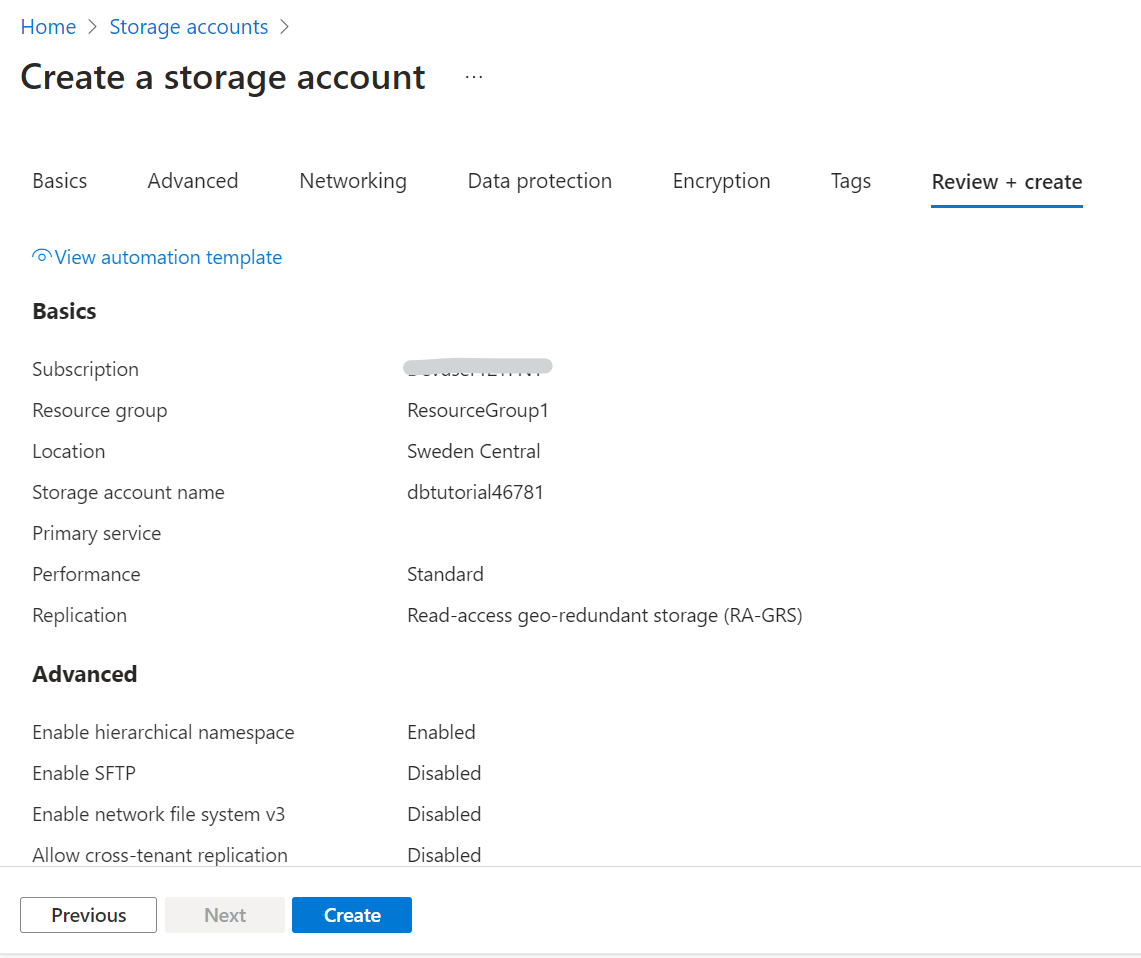 Home > Storage accounts >
Create a storage account ...
Basics Advanced Networking Data protection Encryption Tags Review + create
View automation template
Basics
Subscription
Resource group ResourceGroup1
Location Sweden Central
Storage account name dbtutorial46781
Primary service
Performance Standard
Replication Read-access geo-redundant storage (RA-GRS)
Advanced
Enable hierarchical namespace Enabled
Enable SFTP Disabled
Enable network file system v3 Disabled
Allow cross-tenant replication Disabled
Previous Next Create